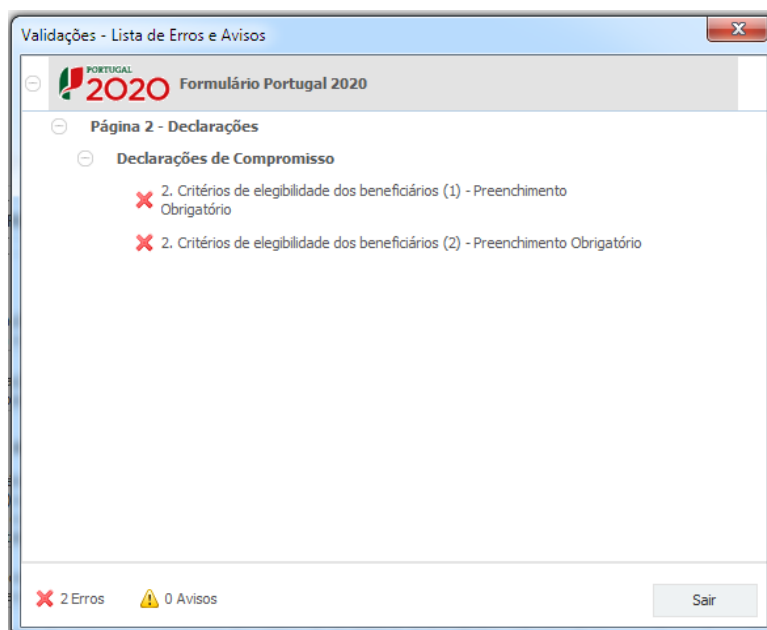 Validações - Lista de Erros e Avisos
X
PORTUGAL
2020
Formulário Portugal 2020
Página 2 - Declarações
Declarações de Compromisso
2. Critérios de elegibilidade dos beneficiários (1) - Preenchimento
Obrigatório
2. Critérios de elegibilidade dos beneficiários (2) - Preenchimento Obrigatório
2 Erros
0 Avisos
Sair